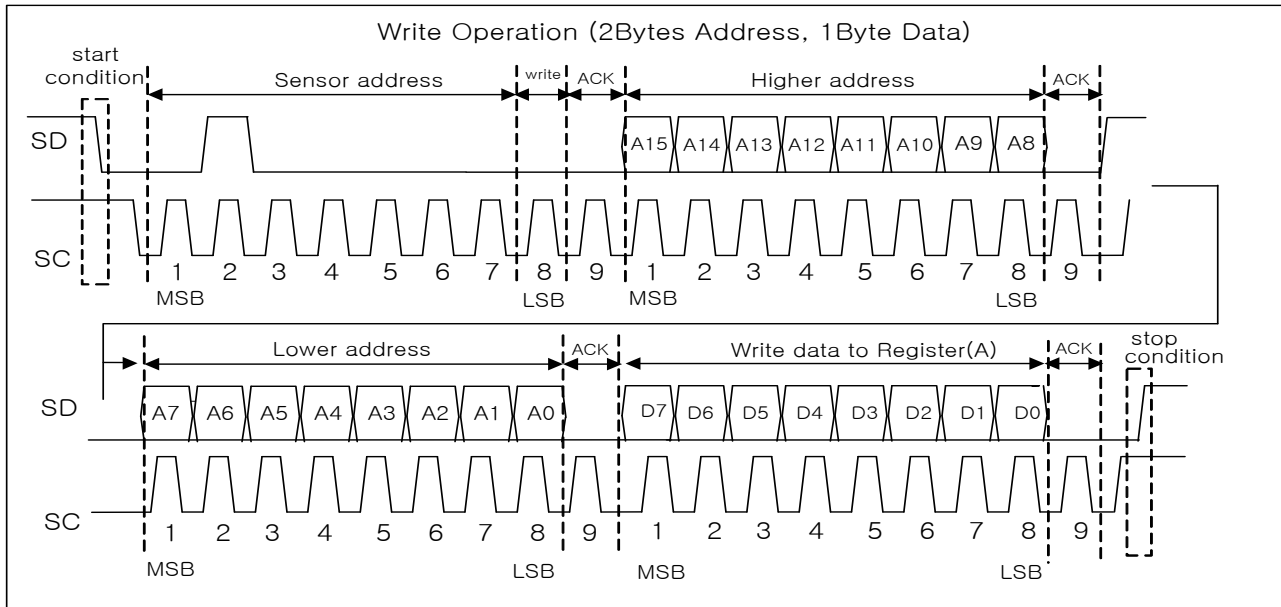 Write Operation (2Bytes Address, 1Byte Data)
start
condition
Sensor address
write
ACK
Higher address
ACK
SD
A15 A14 A13 A12 A11 A10 A9 A8
SC
1 2 3 4 5 6 7 8 9 1 2 3 4 5 6 7 8 9
MSB LSB MSB LSB
Lower address
ACK
Write data to Register(A)
ACK
stop
condition
SD
A7 A6 A5 A4 A3 A2 A1 A0 D7 D6 D5 D4 D3 D2 D1 D0
SC
1 2 3 4 5 6 7 8 9 1 2 3 4 5 6 7 8 9
MSB LSB MSB LSB